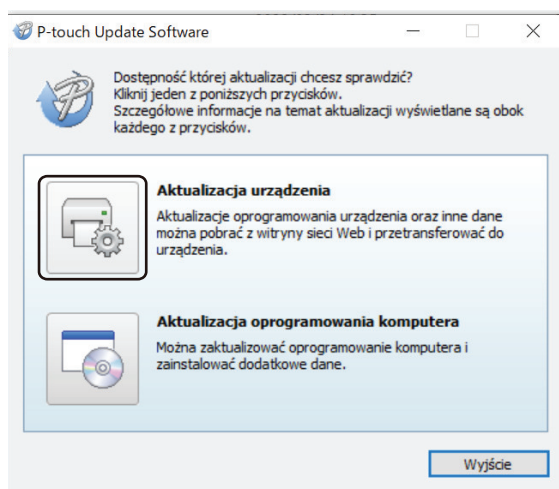 P-touch Update Software
Dostępność której aktualizacji chcesz sprawdzić?
Kliknij jeden z poniższych przycisków.
Szczegółowe informacje na temat aktualizacji wyświetlane są obok
każdego z przycisków.
Aktualizacja urządzenia
Aktualizacje oprogramowania urządzenia oraz inne dane
można pobrać z witryny sieci Web i przetransferować do
urządzenia.
Aktualizacja oprogramowania komputera
Można zaktualizować oprogramowanie komputera i
zainstalować dodatkowe dane.
Wyjście